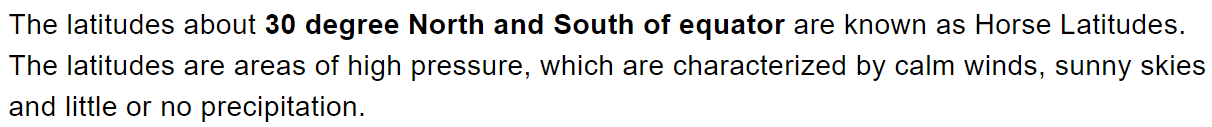 The latitudes about 30 degree North and South of equator are known as Horse Latitudes.
The latitudes are areas of high pressure, which are characterized by calm winds, sunny skies
and little or no precipitation.